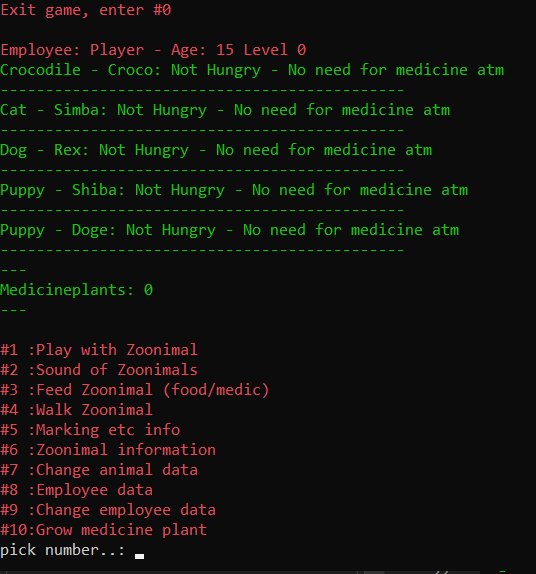 Exit game, enter #0
Employee: Player - Age: 15 Level 0
Crocodile - Croco: Not Hungry - No need for medicine atm
---------------------------------------------
Cat - Simba: Not Hungry - No need for medicine atm
---------------------------------------------
Dog - Rex: Not Hungry - No need for medicine atm
---------------------------------------------
Puppy - Shiba: Not Hungry - No need for medicine atm
---------------------------------------------
Puppy - Doge: Not Hungry - No need for medicine atm
---------------------------------------------
---
Medicineplants: 0
---
#1 :Play with Zoonimal
#2 :Sound of Zoonimals
#3 :Feed Zoonimal (food/medic)
#4 :Walk Zoonimal
#5 :Marking etc info
#6 :Zoonimal information
#7 :Change animal data
#8 :Employee data
#9 :Change employee data
#10:Grow medicine plant
pick number..: _